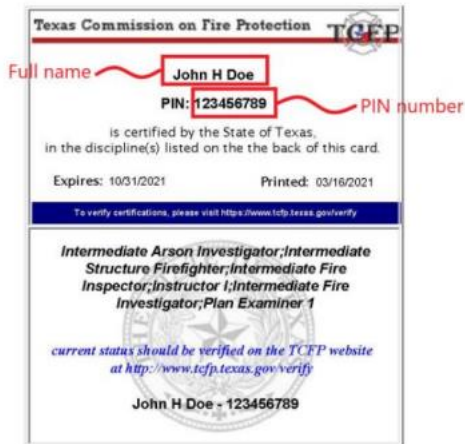 Texas Commission on Fire Protection
TCFP
Full name
John H Doe
PIN: 123456789
PIN number
is certified by the State of Texas,
in the discipline(s) listed on the the back of this card.
Expires: 10/31/2021 Printed: 03/16/2021
To verify certifications, please visit https://www.tcfp.texas.gov/verify
Intermediate Arson Investigator;Intermediate
Structure Firefighter;Intermediate Fire
Inspector;Instructor I;Intermediate Fire
Investigator;Plan Examiner 1
current status should be verified on the TCFP website
at http://www.tcfp.texas.gov/verify
John H Doe - 123456789